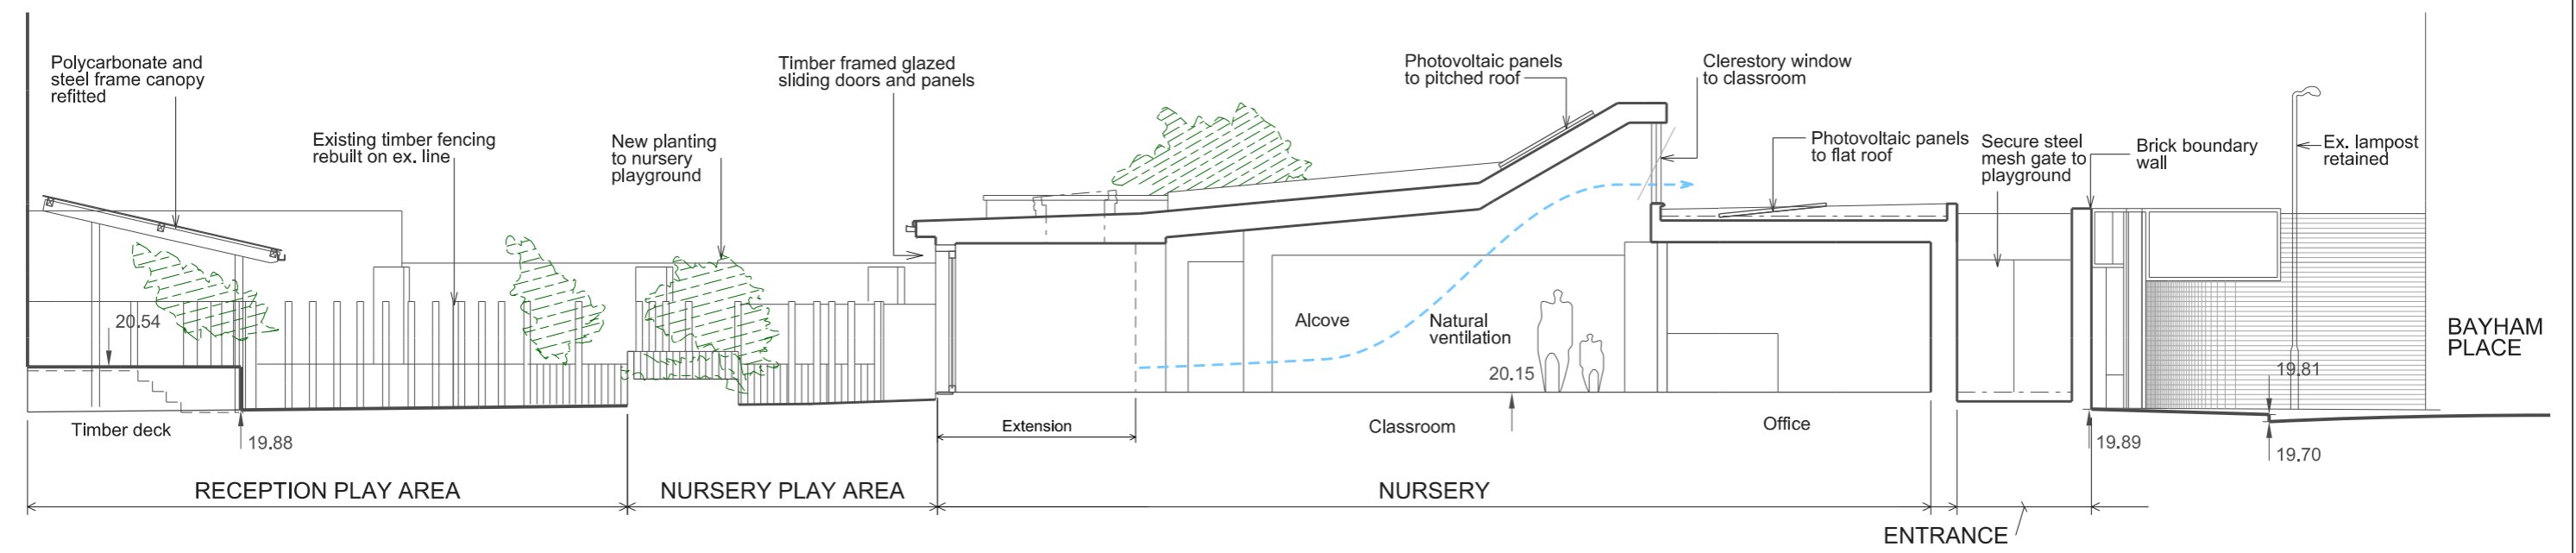 Polycarbonate and
steel frame canopy
refitted
Existing timber fencing
rebuilt on ex. line
New planting
to nursery
playground
Timber framed glazed
sliding doors and panels
Photovoltaic panels
to pitched roof
Clerestory window
to classroom
Photovoltaic panels
to flat roof
Secure steel
mesh gate to
playground
Brick boundary
wall
Ex. lampost
retained
20.54
Alcove
Natural
ventilation
20.15
19.81
BAYHAM
PLACE
Timber deck
19.88
Extension
Classroom
Office
19.89
19.70
RECEPTION PLAY AREA
NURSERY PLAY AREA
NURSERY
ENTRANCE